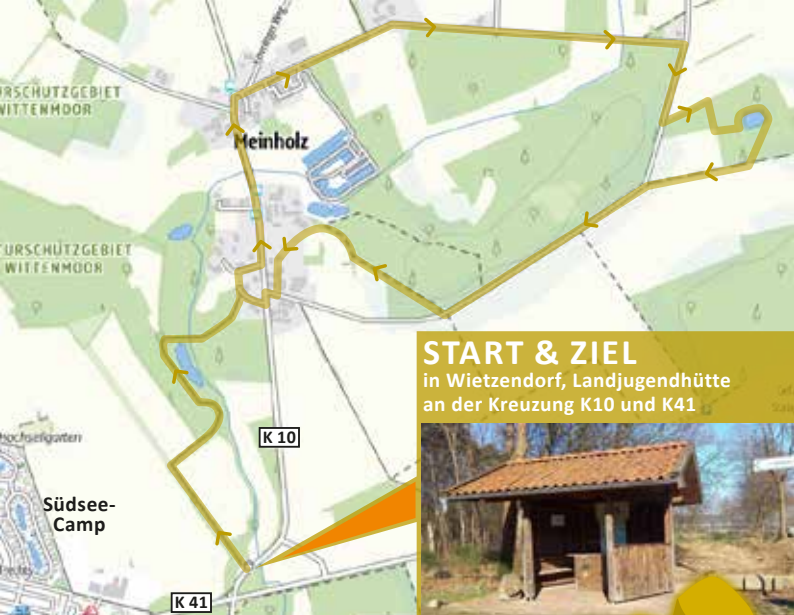 URSCHUTZGEBIET
WITTENMOOR
Meinholz
TURSCHUTZGEBIET
WITTENMOOR
START & ZIEL
in Wietzendorf, Landjugendhütte
an der Kreuzung K10 und K41
K 10
Hochseilgarten
Südsee-
Camp
K 41